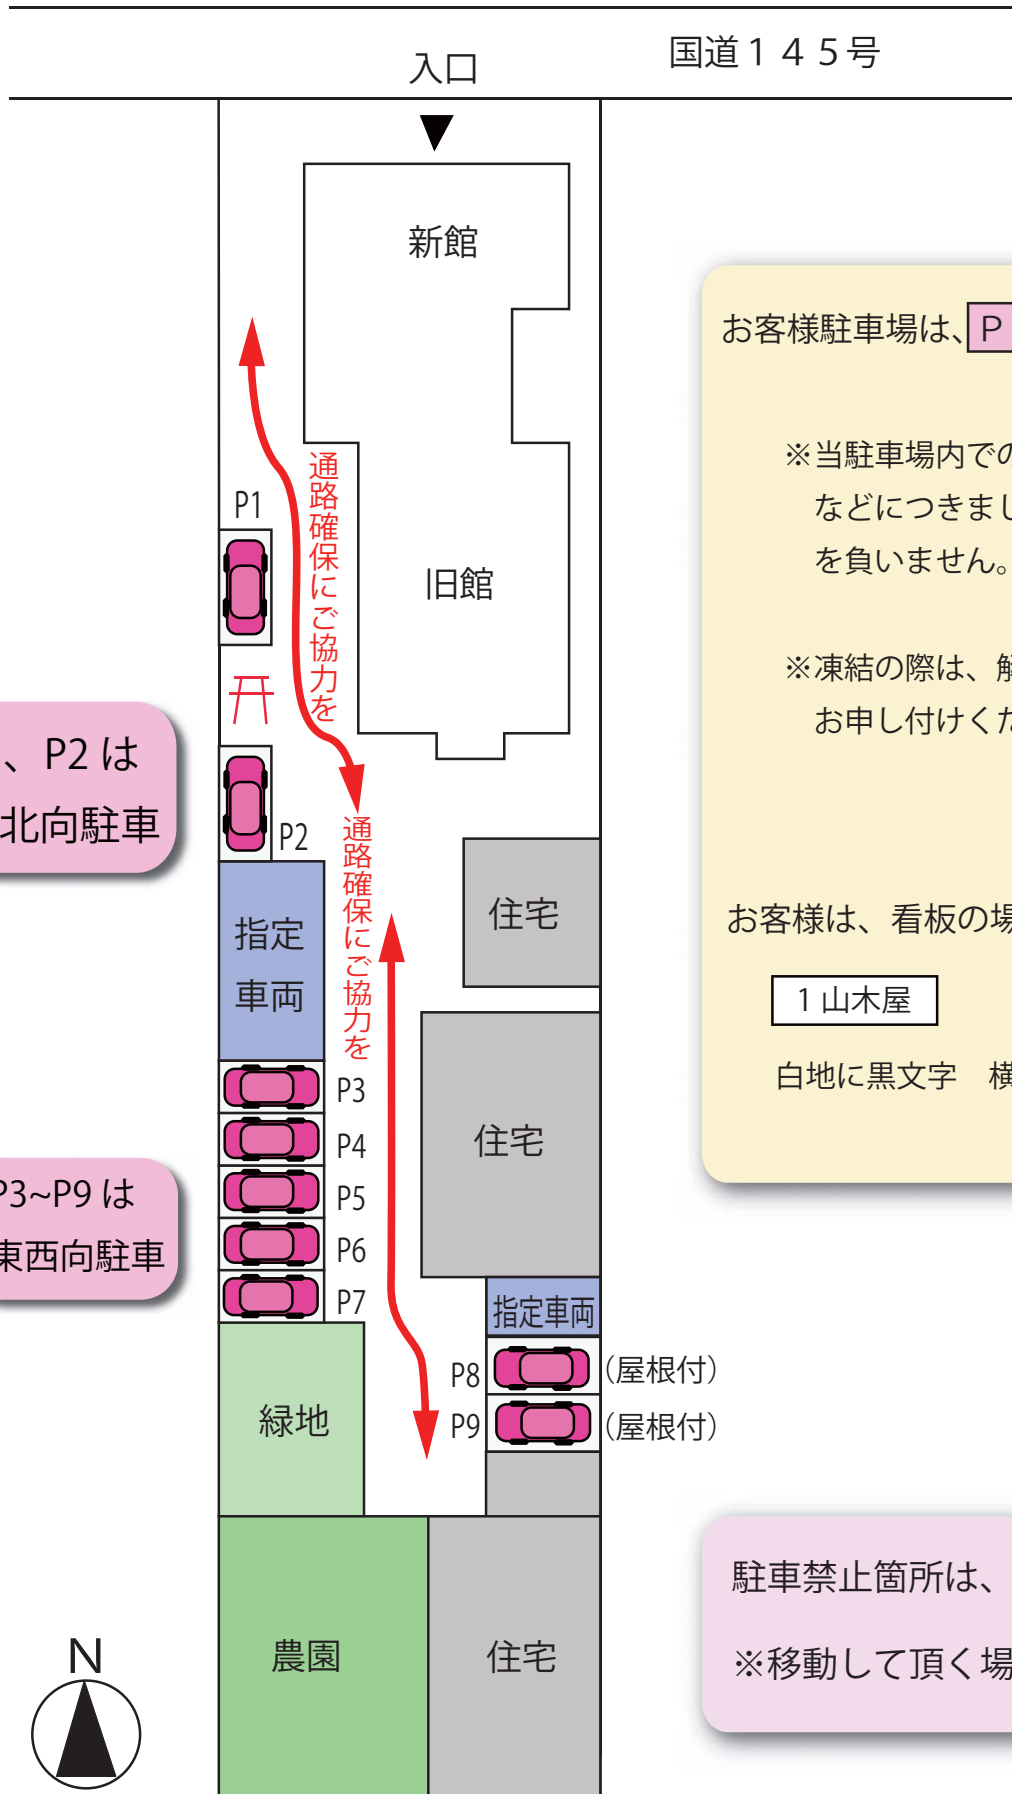 国道１４５号
入口
新館
お客様駐車場は、P
※当駐車場内での
などにつきまし
を負いません。
通路確保にご協力を
P1
旧館
※凍結の際は、解
お申し付けくだ
、P2 は
北向駐車
P2
通路確保にご協力を
指定
車両
住宅
お客様は、看板の場
1 山木屋
白地に黒文字　横
P3
P4
住宅
P5
P6
P7
P3~P9 は
東西向駐車
指定車両
P8
（屋根付）
P9
（屋根付）
緑地
駐車禁止箇所は、
※移動して頂く場
農園
住宅
N